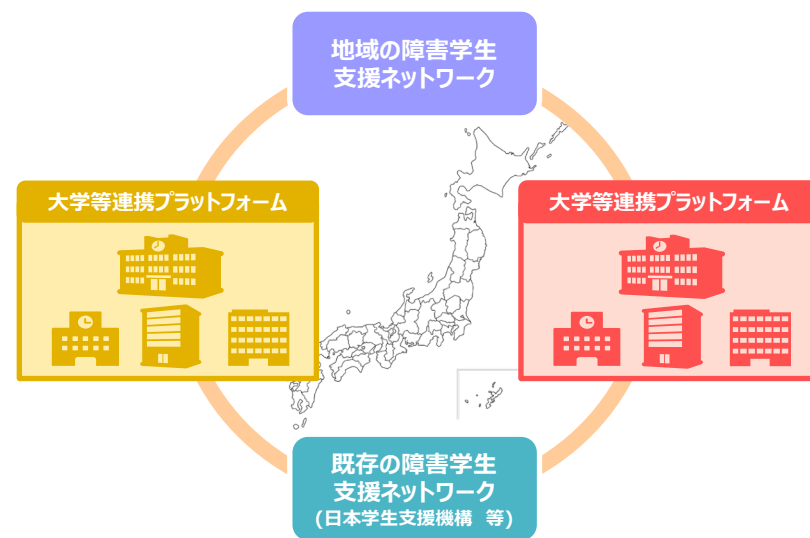 地域の障害学生
支援ネットワーク
大学等連携プラットフォーム
大学等連携プラットフォーム
既存の障害学生
支援ネットワーク
(日本学生支援機構 等)